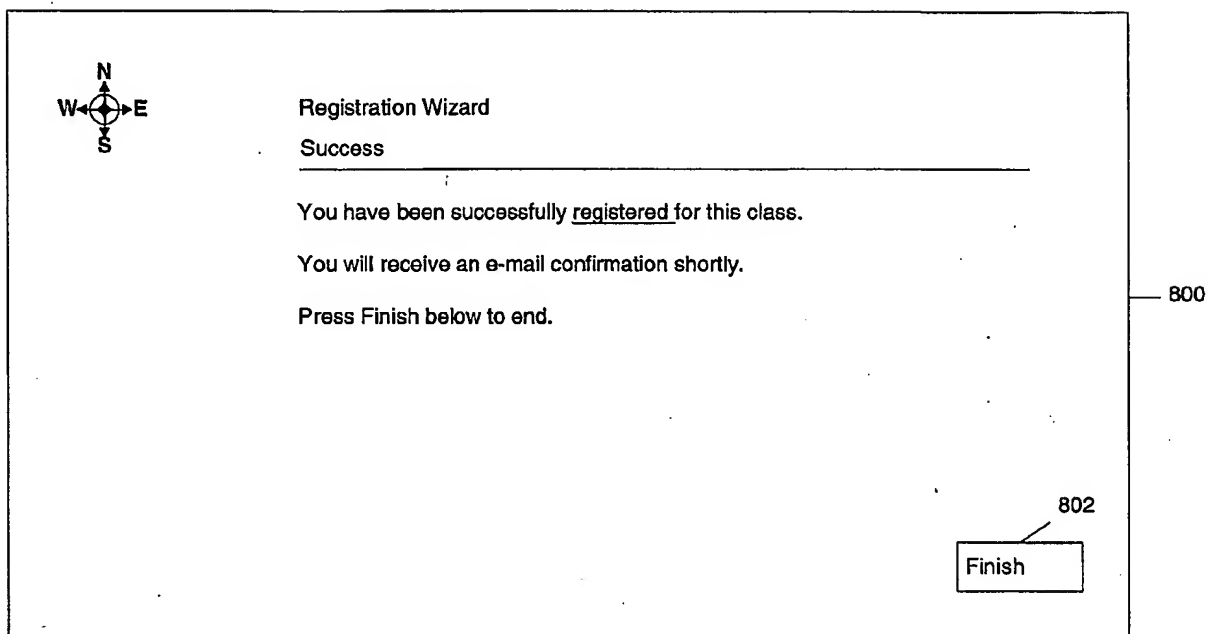 N
W E
S
Registration Wizard
Success
You have been successfully registered for this class.
You will receive an e-mail confirmation shortly.
Press Finish below to end.
800
802
Finish